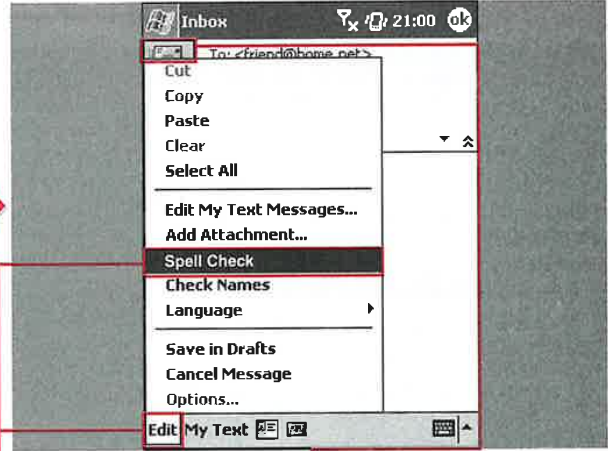 Inbox 21:00 ok
To: <friend@home.net>
Cut
Copy
Paste
Clear
Select All
Edit My Text Messages...
Add Attachment...
Spell Check
Check Names
Language
Save in Drafts
Cancel Message
Options...
Edit My Text